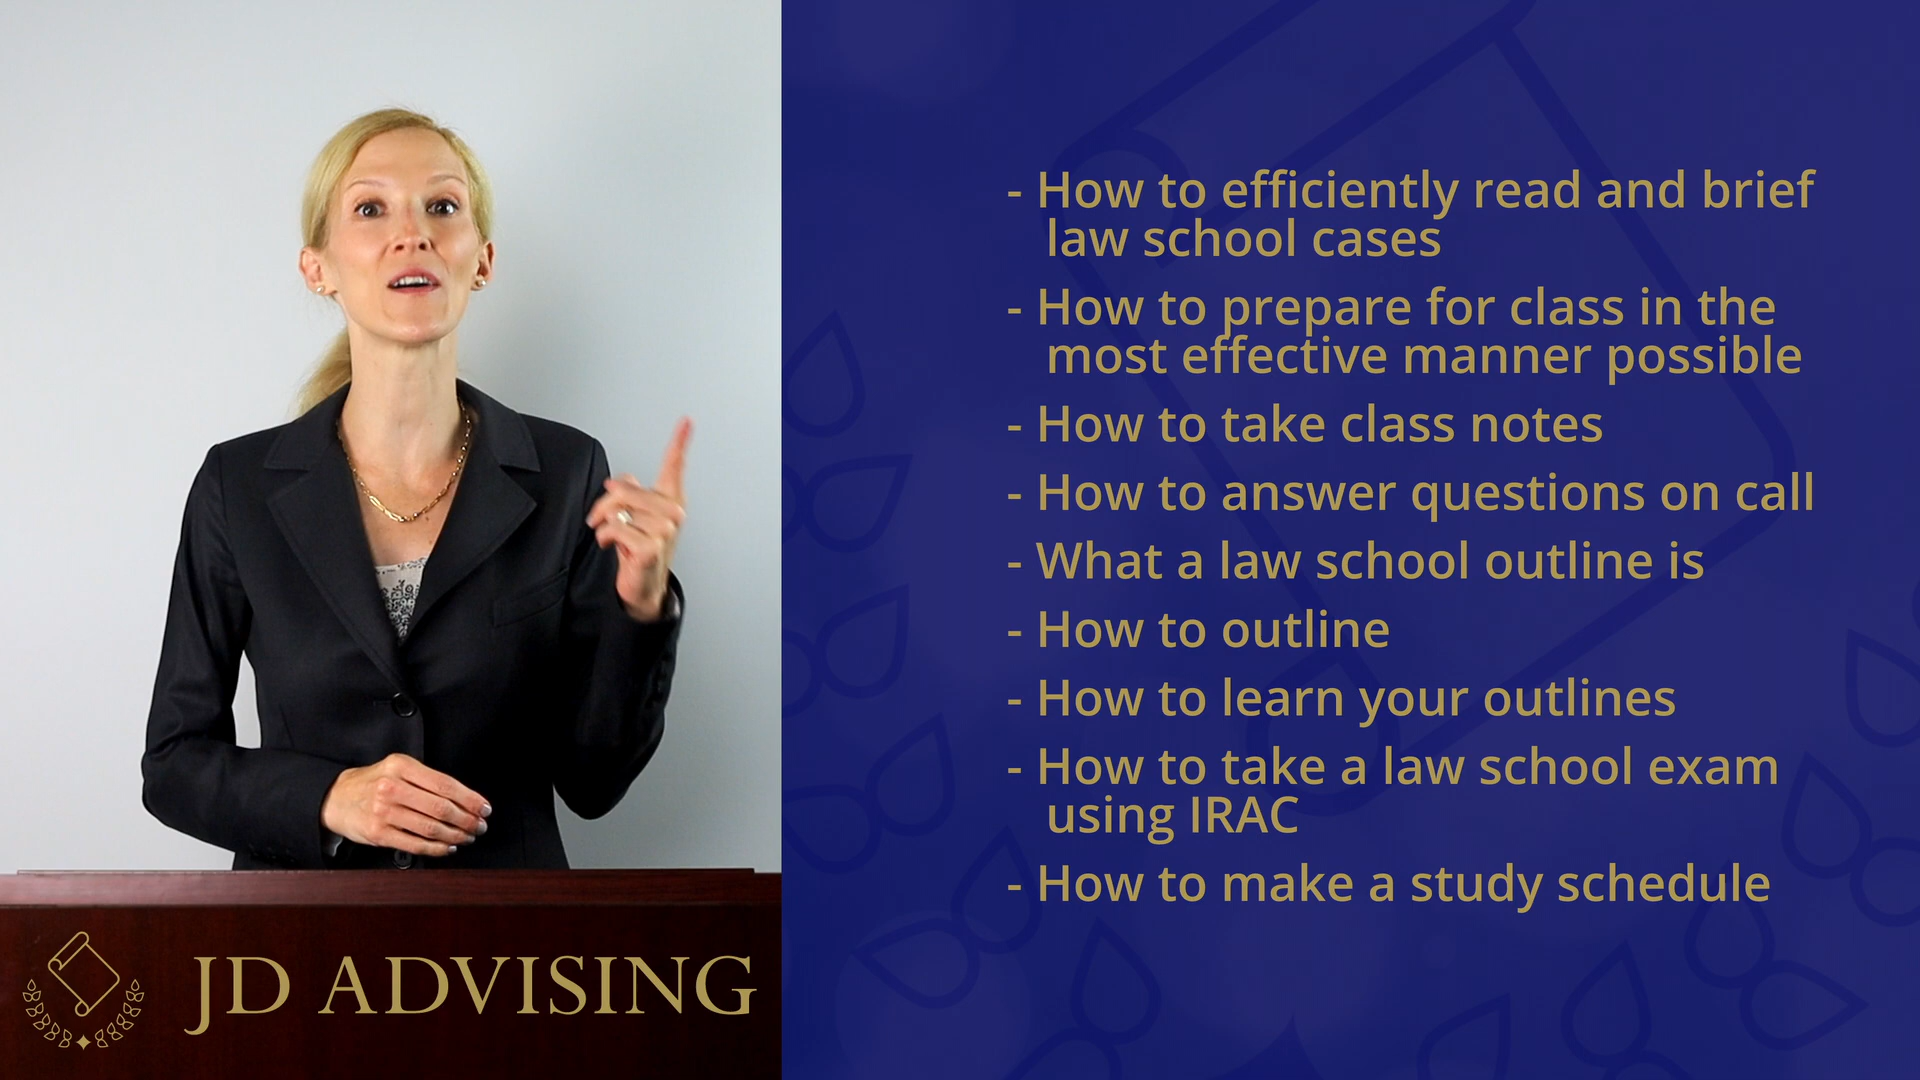 - How to efficiently read and brief
law school cases
- How to prepare for class in the
most effective manner possible
- How to take class notes
- How to answer questions on call
- What a law school outline is
- How to outline
- How to learn your outlines
- How to take a law school exam
using IRAC
- How to make a study schedule
JD ADVISING